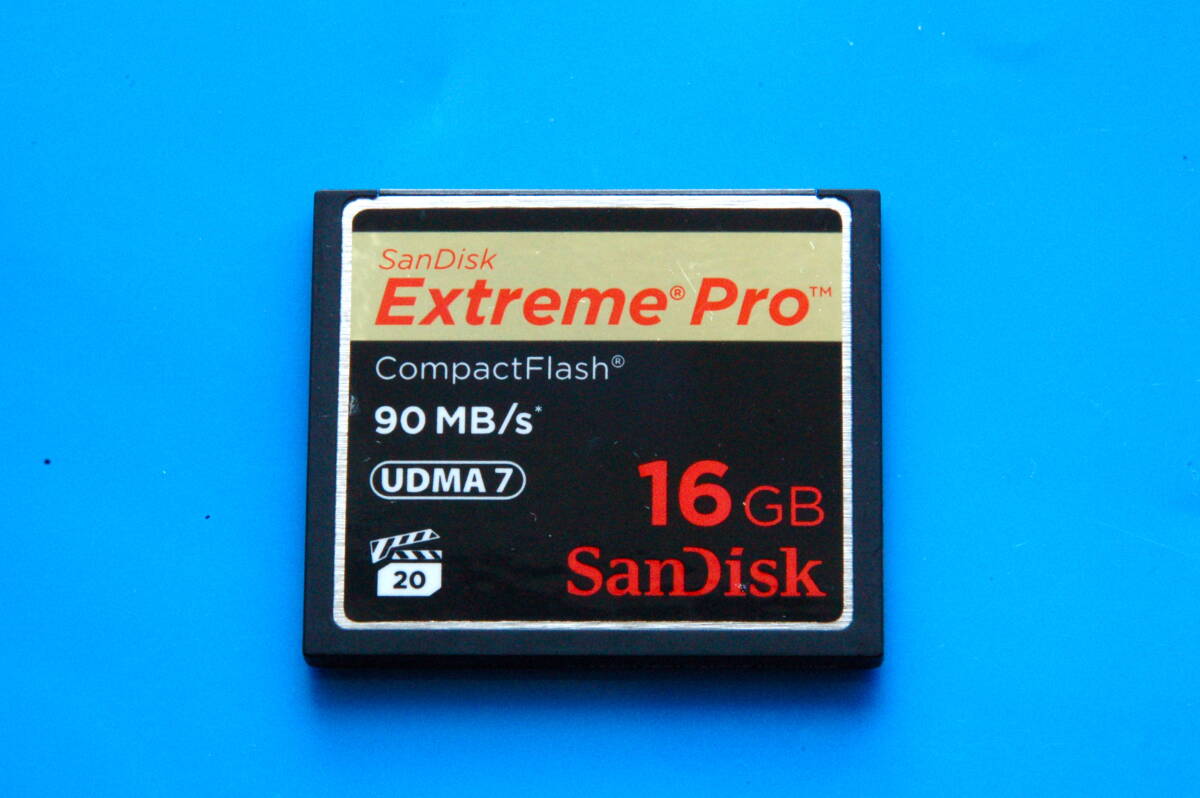 SanDisk
Extreme® Pro™
CompactFlash®
90 MB/s*
UDMA 7
16 GB
20
SanDisk